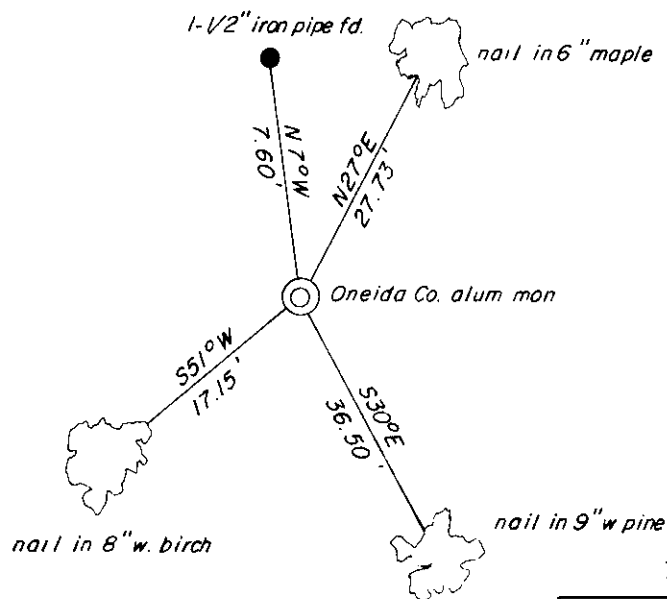 1-1/2" iron pipe fd.
nail in 6" maple
N 7°W
7.60'
N27°E
27.73'
Oneida Co. alum mon
S51°W
17.15'
S30°E
36.50'
nail in 8" w. birch
nail in 9" w pine